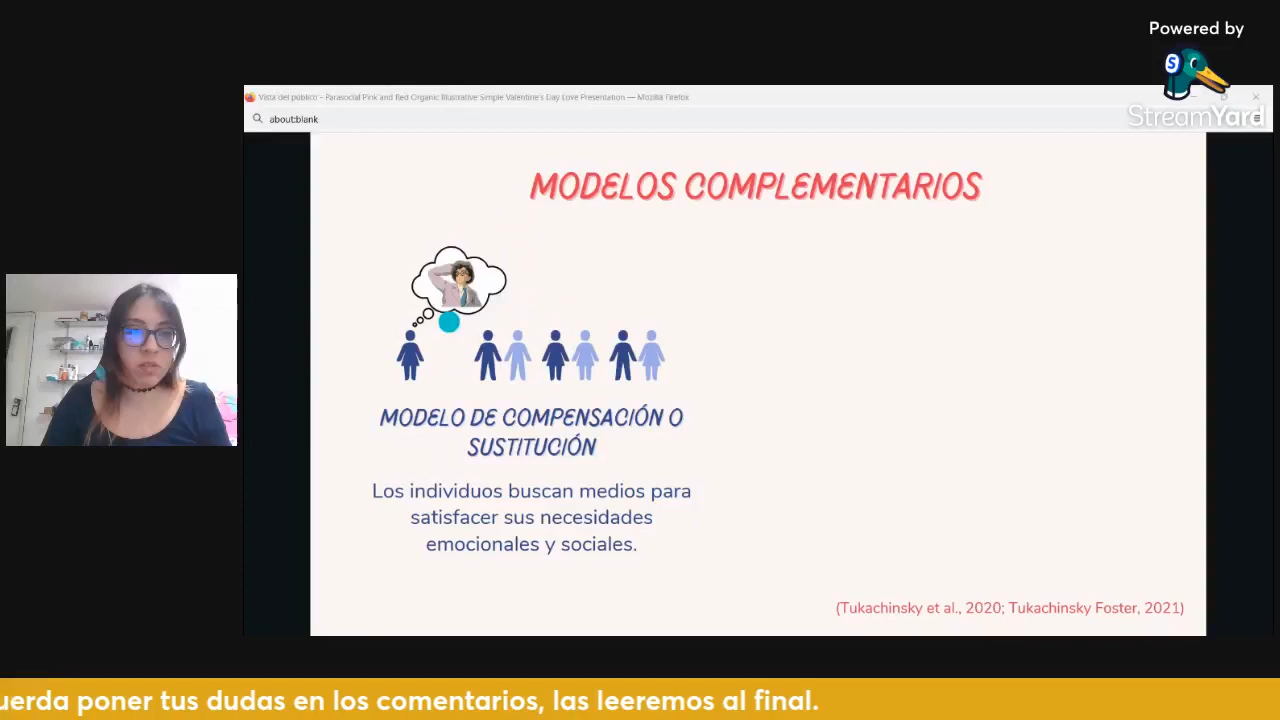 Powered by
S
StreamYard
Vista del público - Parasocial Pink and Red Organic Illustrative Simple Valentine's Day Love Presentation — Mozilla Firefox
about:blank
MODELOS COMPLEMENTARIOS
MODELO DE COMPENSACIÓN O
SUSTITUCIÓN
Los individuos buscan medios para
satisfacer sus necesidades
emocionales y sociales.
(Tukachinsky et al., 2020; Tukachinsky Foster, 2021)
uerda poner tus dudas en los comentarios, las leeremos al final.